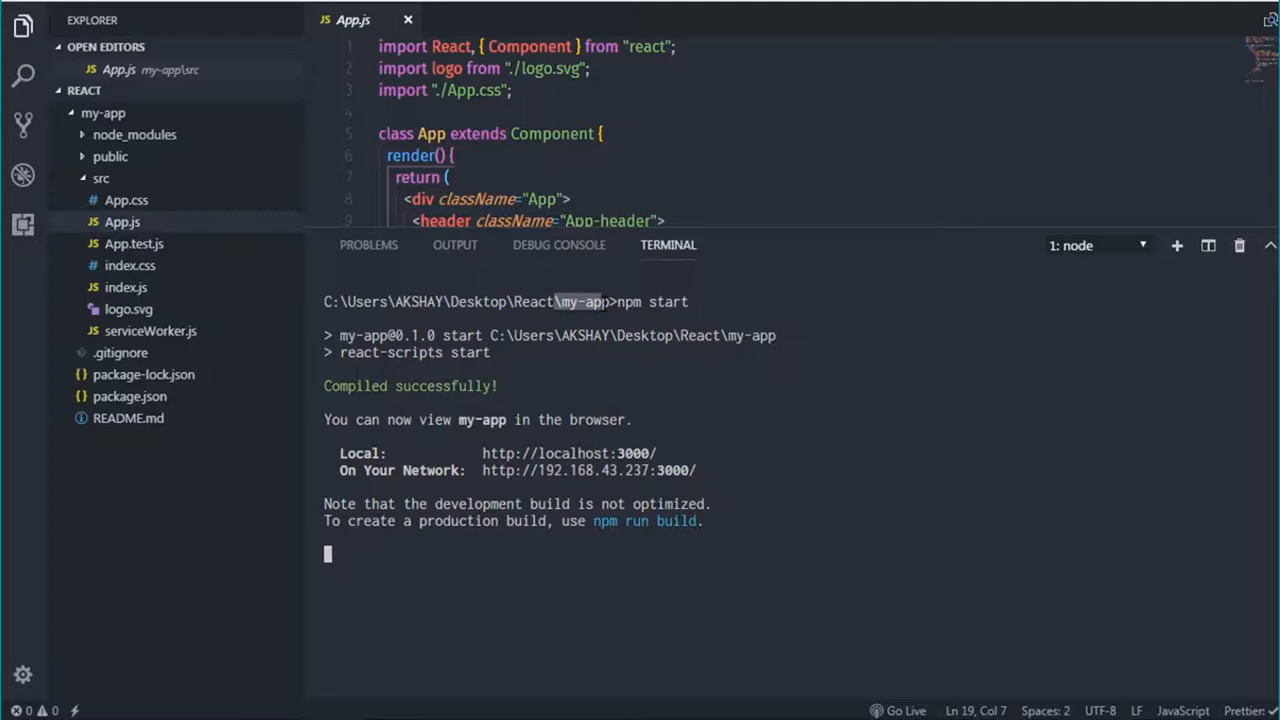 EXPLORER
OPEN EDITORS
JS App.js my-app\src
REACT
my-app
node_modules
public
src
# App.css
JS App.js
JS App.test.js
# index.css
JS index.js
logo.svg
JS serviceWorker.js
.gitignore
{} package-lock.json
{} package.json
README.md
JS App.js ×
1 import React, { Component } from "react";
2 import logo from "./logo.svg";
3 import "./App.css";
4
5 class App extends Component {
6 render() {
7 return (
8 <div className="App">
9 <header className="App-header">
PROBLEMS OUTPUT DEBUG CONSOLE TERMINAL 1: node
C:\Users\AKSHAY\Desktop\React\my-app>npm start
> my-app@0.1.0 start C:\Users\AKSHAY\Desktop\React\my-app
> react-scripts start
Compiled successfully!
You can now view my-app in the browser.
Local: http://localhost:3000/
On Your Network: http://192.168.43.237:3000/
Note that the development build is not optimized.
To create a production build, use npm run build.
0 0 Go Live Ln 19, Col 7 Spaces: 2 UTF-8 LF JavaScript Prettier: ✓